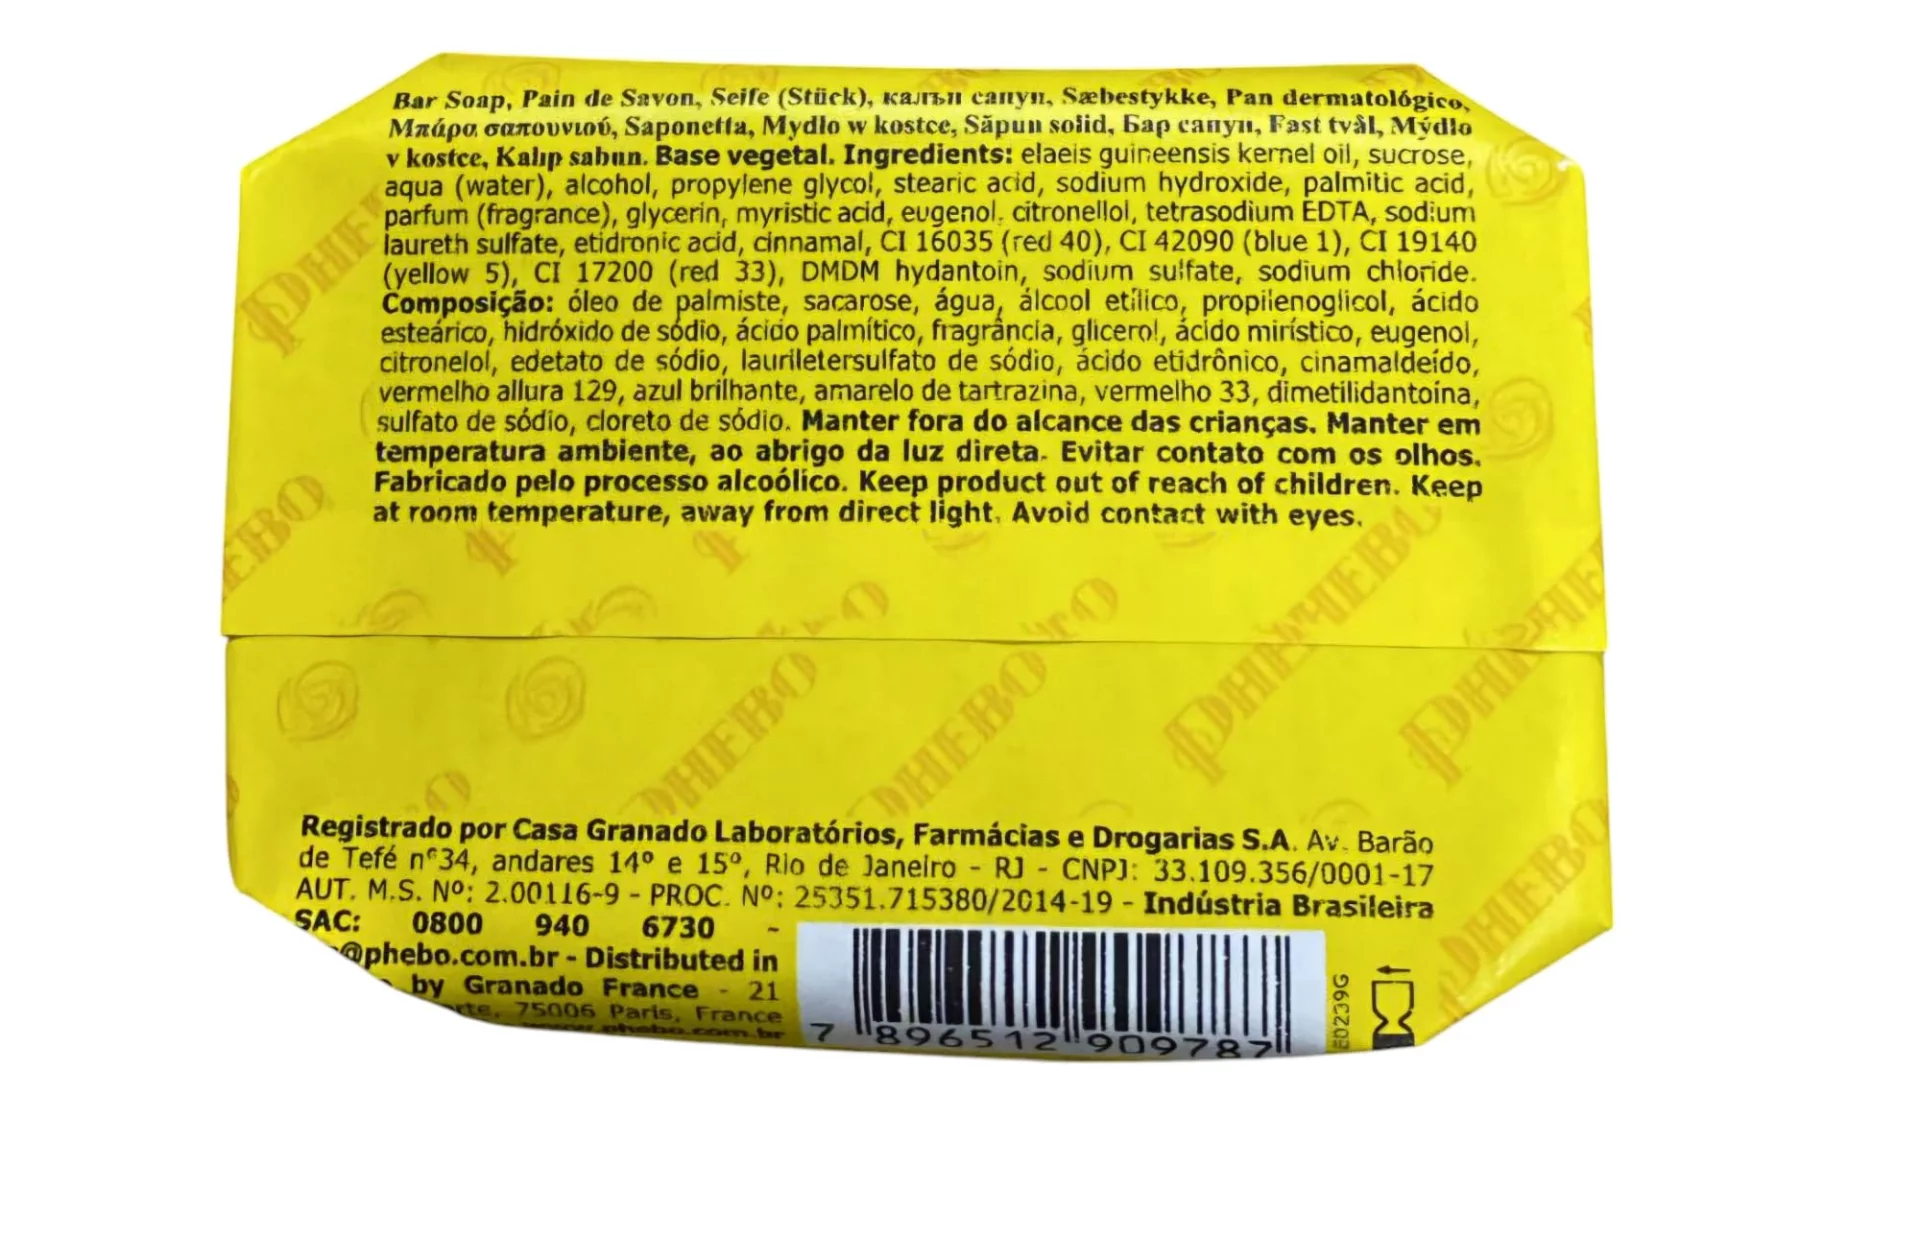 Bar Soap, Pain de Savon, Seife (Stück), калъп сапун, Sæbestykke, Pan dermatológico,
Μπάρα σαπουνιού, Saponetta, Mydło w kostce, Săpun solid, Бар сапун, Fast tvål, Mýdlo
v kostce, Kalıp sabun. Base vegetal. Ingredients: elaeis guineensis kernel oil, sucrose,
aqua (water), alcohol, propylene glycol, stearic acid, sodium hydroxide, palmitic acid,
parfum (fragrance), glycerin, myristic acid, eugenol, citronellol, tetrasodium EDTA, sodium
laureth sulfate, etidronic acid, cinnamal, CI 16035 (red 40), CI 42090 (blue 1), CI 19140
(yellow 5), CI 17200 (red 33), DMDM hydantoin, sodium sulfate, sodium chloride.
Composição: óleo de palmiste, sacarose, água, álcool etílico, propilenoglicol, ácido
esteárico, hidróxido de sódio, ácido palmítico, fragrância, glicerol, ácido mirístico, eugenol,
citronelol, edetato de sódio, lauriletersulfato de sódio, ácido etidrônico, cinamaldeído,
vermelho allura 129, azul brilhante, amarelo de tartrazina, vermelho 33, dimetilidantoína,
sulfato de sódio, cloreto de sódio. Manter fora do alcance das crianças. Manter em
temperatura ambiente, ao abrigo da luz direta. Evitar contato com os olhos.
Fabricado pelo processo alcoólico. Keep product out of reach of children. Keep
at room temperature, away from direct light. Avoid contact with eyes.
PHEBO
Registrado por Casa Granado Laboratórios, Farmácias e Drogarias S.A. Av. Barão
de Tefé nº34, andares 14º e 15º, Rio de Janeiro - RJ - CNPJ: 33.109.356/0001-17
AUT. M.S. Nº: 2.00116-9 - PROC. Nº: 25351.715380/2014-19 - Indústria Brasileira
SAC: 0800 940 6730 -
@phebo.com.br - Distributed in
by Granado France - 21
75006 Paris, France
www.phebo.com.br
7 896512 909787
E0239G